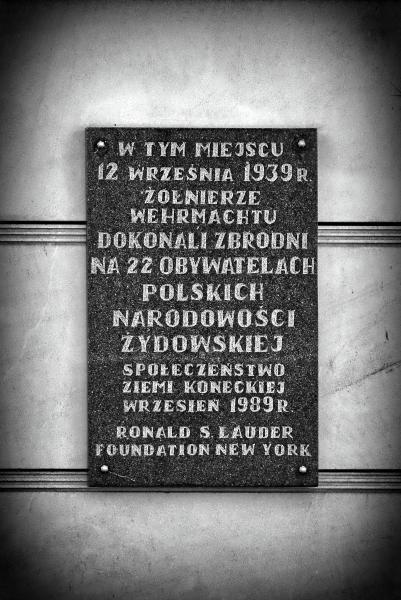 W TYM MIEJSCU
12 WRZEŚNIA 1939 R.
ŻOŁNIERZE
WEHRMACHTU
DOKONALI ZBRODNI
NA 22 OBYWATELACH
POLSKICH
NARODOWOŚCI
ŻYDOWSKIEJ
SPOŁECZEŃSTWO
ZIEMI KONECKIEJ
WRZESIEŃ 1989 R.
RONALD S. LAUDER
FOUNDATION NEW YORK